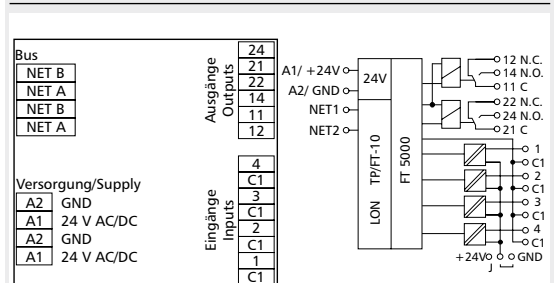 Bus
NET B
NET A
NET B
NET A
Versorgung/Supply
A2 GND
A1 24 V AC/DC
A2 GND
A1 24 V AC/DC
Ausgänge
Outputs
24
21
22
14
11
12
Eingänge
Inputs
4
C1
3
C1
2
C1
1
C1
A1/ +24V
A2/ GND
NET1
NET2
24V
LON TP/FT-10
FT 5000
12 N.C.
14 N.O.
11 C
22 N.C.
24 N.O.
21 C
1
C1
2
C1
3
C1
4
C1
+24V GND
J